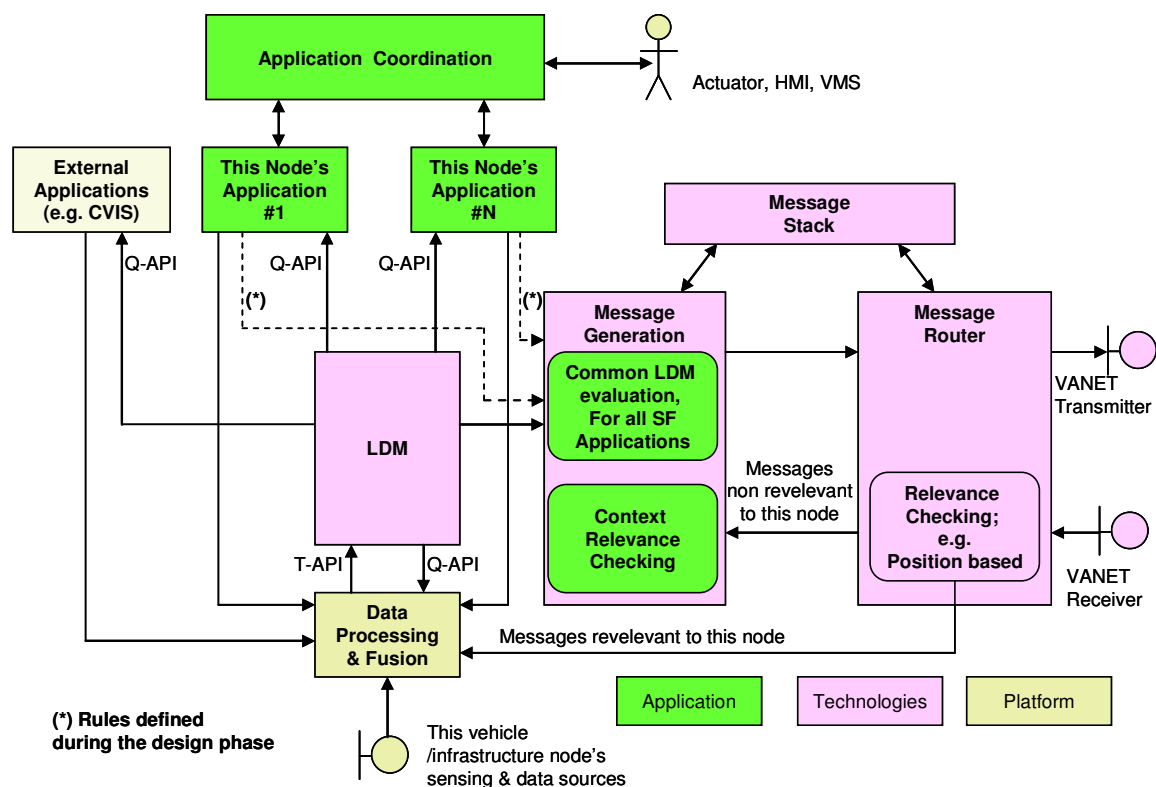 Application Coordination
Actuator, HMI, VMS
External
Applications
(e.g. CVIS)
This Node's
Application
#1
This Node's
Application
#N
Message
Stack
Q-API
Q-API
Q-API
(*)
(*)
Message
Generation
Message
Router
Common LDM
evaluation,
For all SF
Applications
VANET
Transmitter
LDM
Messages
non revelevant
to this node
Context
Relevance
Checking
Relevance
Checking;
e.g.
Position based
T-API
Q-API
VANET
Receiver
Data
Processing
& Fusion
Messages revelevant to this node
Application
Technologies
Platform
(*) Rules defined
during the design phase
This vehicle
/infrastructure node's
sensing & data sources